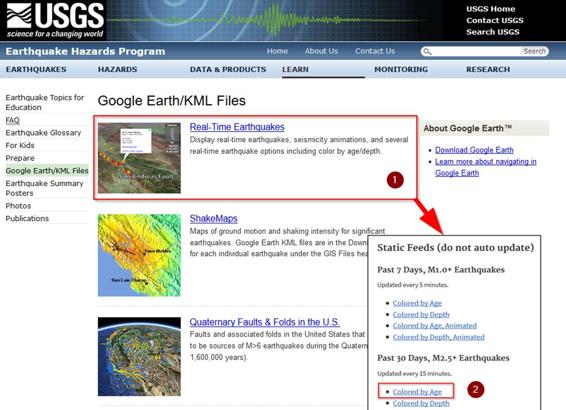 USGS
science for a changing world
USGS Home
Contact USGS
Search USGS
Earthquake Hazards Program
Home
About Us
Contact Us
Search
EARTHQUAKES
HAZARDS
DATA & PRODUCTS
LEARN
MONITORING
RESEARCH
Earthquake Topics for
Education
FAQ
Earthquake Glossary
For Kids
Prepare
Google Earth/KML Files
Earthquake Summary
Posters
Photos
Publications
Google Earth/KML Files
San Andreas Fault
Real-Time Earthquakes
Display real-time earthquakes, seismicity animations, and several
real-time earthquake options including color by age/depth.
1
ShakeMaps
Maps of ground motion and shaking intensity for significant
earthquakes. Google Earth KML files are in the Down
for each individual earthquake under the GIS Files hea
Quaternary Faults & Folds in the U.S.
Faults and associated folds in the United States that
to be sources of M>6 earthquakes during the Quatern
1,600,000 years).
About Google Earth™
Download Google Earth
Learn more about navigating in
Google Earth
Static Feeds (do not auto update)
Past 7 Days, M1.0+ Earthquakes
Updated every 5 minutes.
Colored by Age
Colored by Depth
Colored by Age, Animated
Colored by Depth, Animated
Past 30 Days, M2.5+ Earthquakes
Updated every 15 minutes.
Colored by Age
2
Colored by Depth